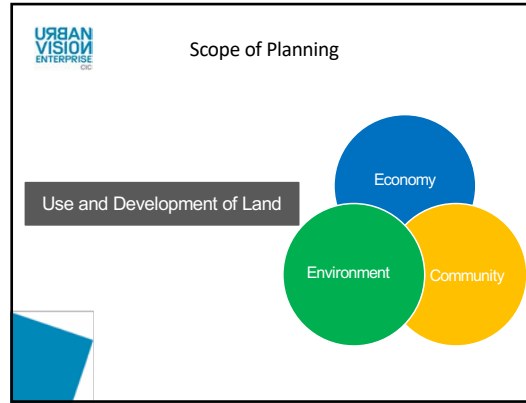 URBAN
VISION
ENTERPRISE
CIC
Scope of Planning
Economy
Use and Development of Land
Environment
Community